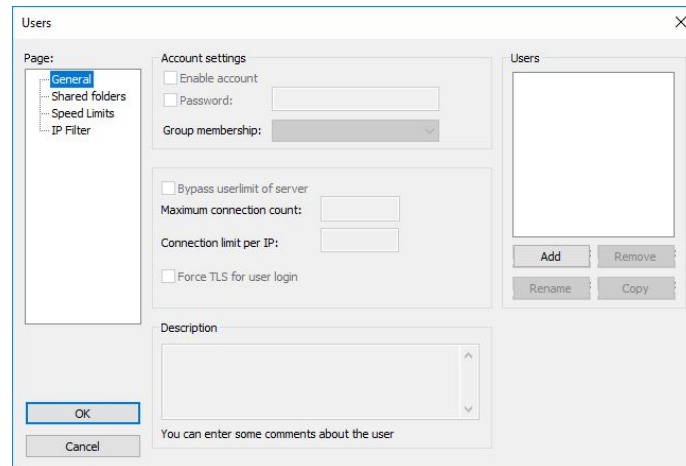 Users
Page:
General
Shared folders
Speed Limits
IP Filter
OK
Cancel
Account settings
Enable account
Password:
Group membership:
Bypass userlimit of server
Maximum connection count:
Connection limit per IP:
Force TLS for user login
Description
You can enter some comments about the user
Users
Add Remove
Rename Copy